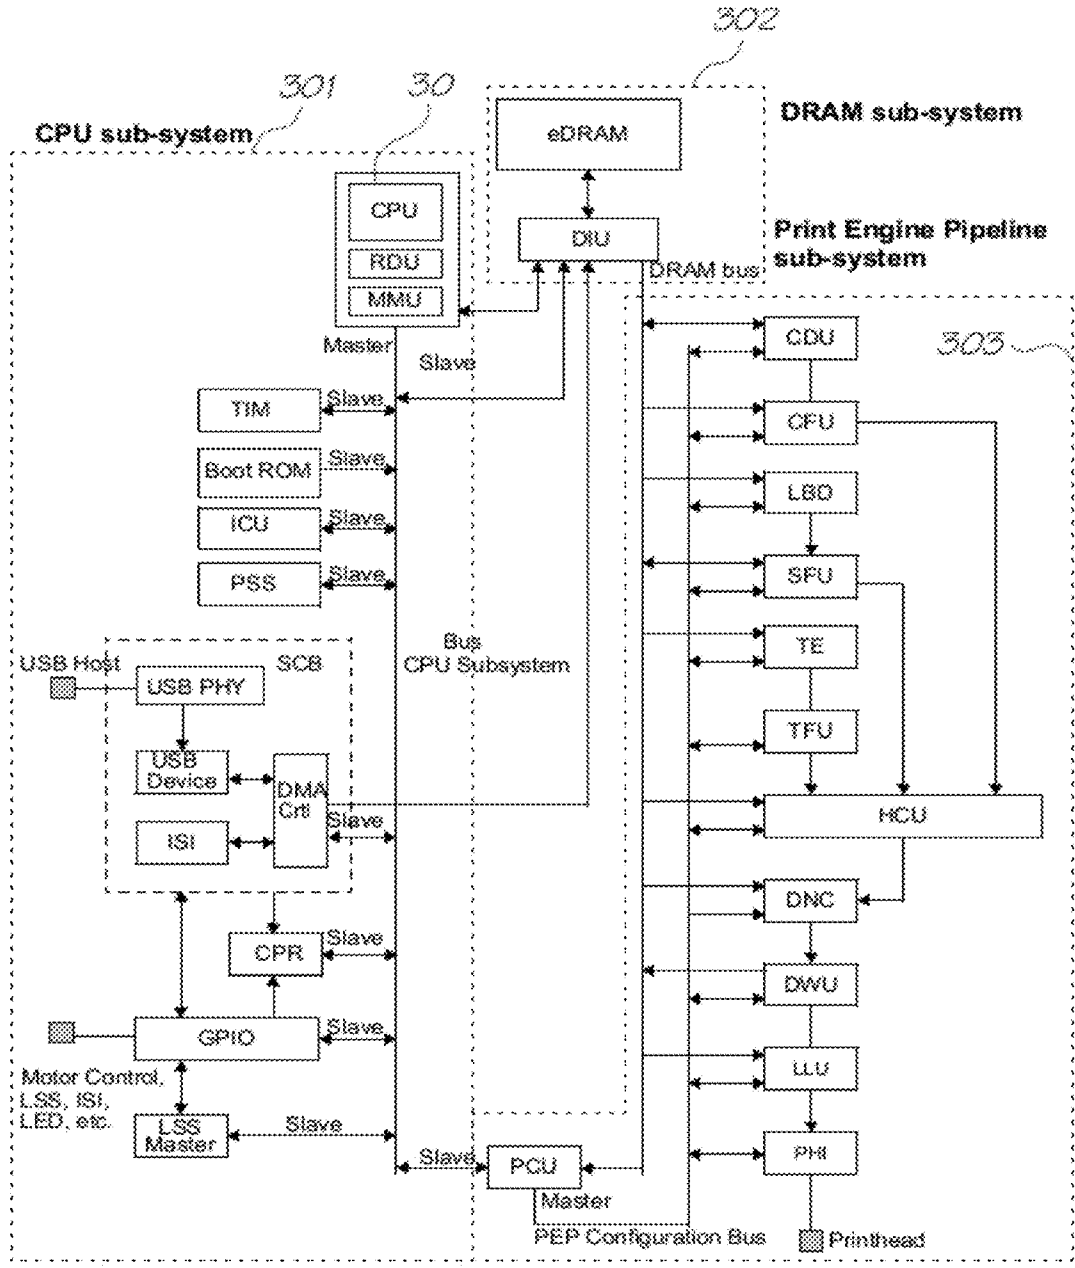 302
301
30
DRAM sub-system
CPU sub-system
eDRAM
CPU
DIU
Print Engine Pipeline
sub-system
RDU
DRAM bus
MMU
Master
Slave
CDU
303
TIM
Slave
CFU
Boot ROM
Slave
LBD
ICU
Slave
PSS
Slave
SFU
Bus
CPU Subsystem
TE
USB Host
SCB
USB PHY
TFU
USB
Device
DMA
Crtl
Slave
HCU
ISI
DNC
CPR
Slave
DWU
GPIO
Slave
Motor Control,
LSS, ISI,
LED, etc.
LLU
LSS
Master
Slave
PHI
Slave
PCU
Master
PEP Configuration Bus
Printhead